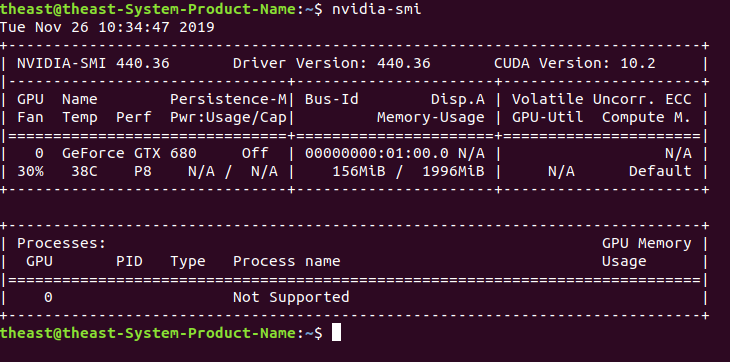 theast@theast-System-Product-Name:~$ nvidia-smi
Tue Nov 26 10:34:47 2019
+-----------------------------------------------------------------------------+
| NVIDIA-SMI 440.36       Driver Version: 440.36       CUDA Version: 10.2     |
|-------------------------------+----------------------+----------------------+
| GPU  Name        Persistence-M| Bus-Id        Disp.A | Volatile Uncorr. ECC |
| Fan  Temp  Perf  Pwr:Usage/Cap|         Memory-Usage | GPU-Util  Compute M. |
|===============================+======================+======================|
|   0  GeForce GTX 680     Off  | 00000000:01:00.0 N/A |                  N/A |
| 30%   38C    P8    N/A /  N/A |    156MiB /  1996MiB |     N/A      Default |
+-------------------------------+----------------------+----------------------+

+-----------------------------------------------------------------------------+
| Processes:                                                       GPU Memory |
|  GPU       PID   Type   Process name                             Usage      |
|=============================================================================|
|    0                    Not Supported                                       |
+-----------------------------------------------------------------------------+
theast@theast-System-Product-Name:~$